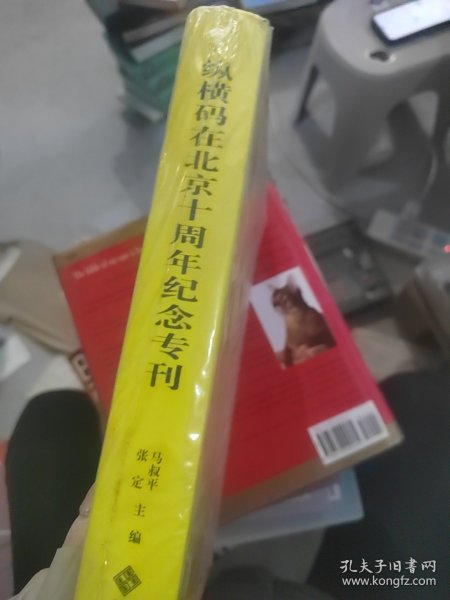 纵横码在北京十周年纪念专刊
马叔平
张定 主编
孔夫子旧书网
www.kongfz.com